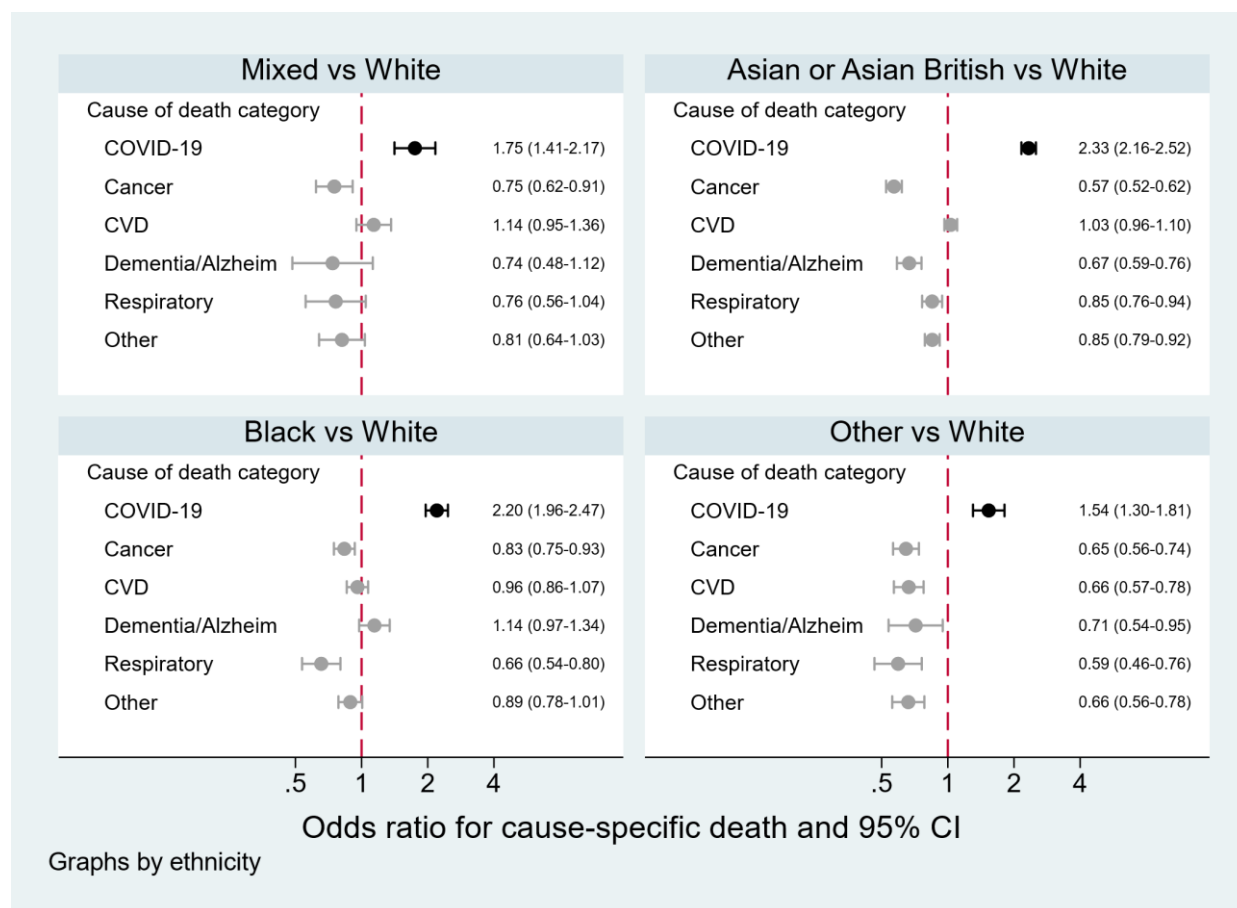 Mixed vs White
Cause of death category
COVID-19 1.75 (1.41-2.17)
Cancer 0.75 (0.62-0.91)
CVD 1.14 (0.95-1.36)
Dementia/Alzheim 0.74 (0.48-1.12)
Respiratory 0.76 (0.56-1.04)
Other 0.81 (0.64-1.03)
Asian or Asian British vs White
Cause of death category
COVID-19 2.33 (2.16-2.52)
Cancer 0.57 (0.52-0.62)
CVD 1.03 (0.96-1.10)
Dementia/Alzheim 0.67 (0.59-0.76)
Respiratory 0.85 (0.76-0.94)
Other 0.85 (0.79-0.92)
Black vs White
Cause of death category
COVID-19 2.20 (1.96-2.47)
Cancer 0.83 (0.75-0.93)
CVD 0.96 (0.86-1.07)
Dementia/Alzheim 1.14 (0.97-1.34)
Respiratory 0.66 (0.54-0.80)
Other 0.89 (0.78-1.01)
.5 1 2 4
Other vs White
Cause of death category
COVID-19 1.54 (1.30-1.81)
Cancer 0.65 (0.56-0.74)
CVD 0.66 (0.57-0.78)
Dementia/Alzheim 0.71 (0.54-0.95)
Respiratory 0.59 (0.46-0.76)
Other 0.66 (0.56-0.78)
.5 1 2 4
Odds ratio for cause-specific death and 95% CI
Graphs by ethnicity